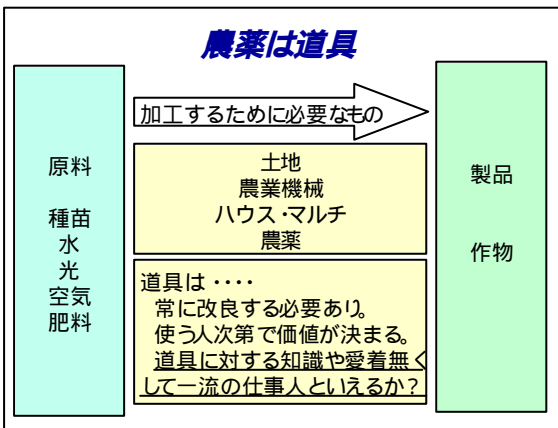 農薬は道具
原料
種苗
水
光
空気
肥料
加工するために必要なもの
土地
農業機械
ハウス・マルチ
農薬
道具は・・・・
常に改良する必要あり。
使う人次第で価値が決まる。
道具に対する知識や愛着無く
して一流の仕事人といえるか？
製品
作物